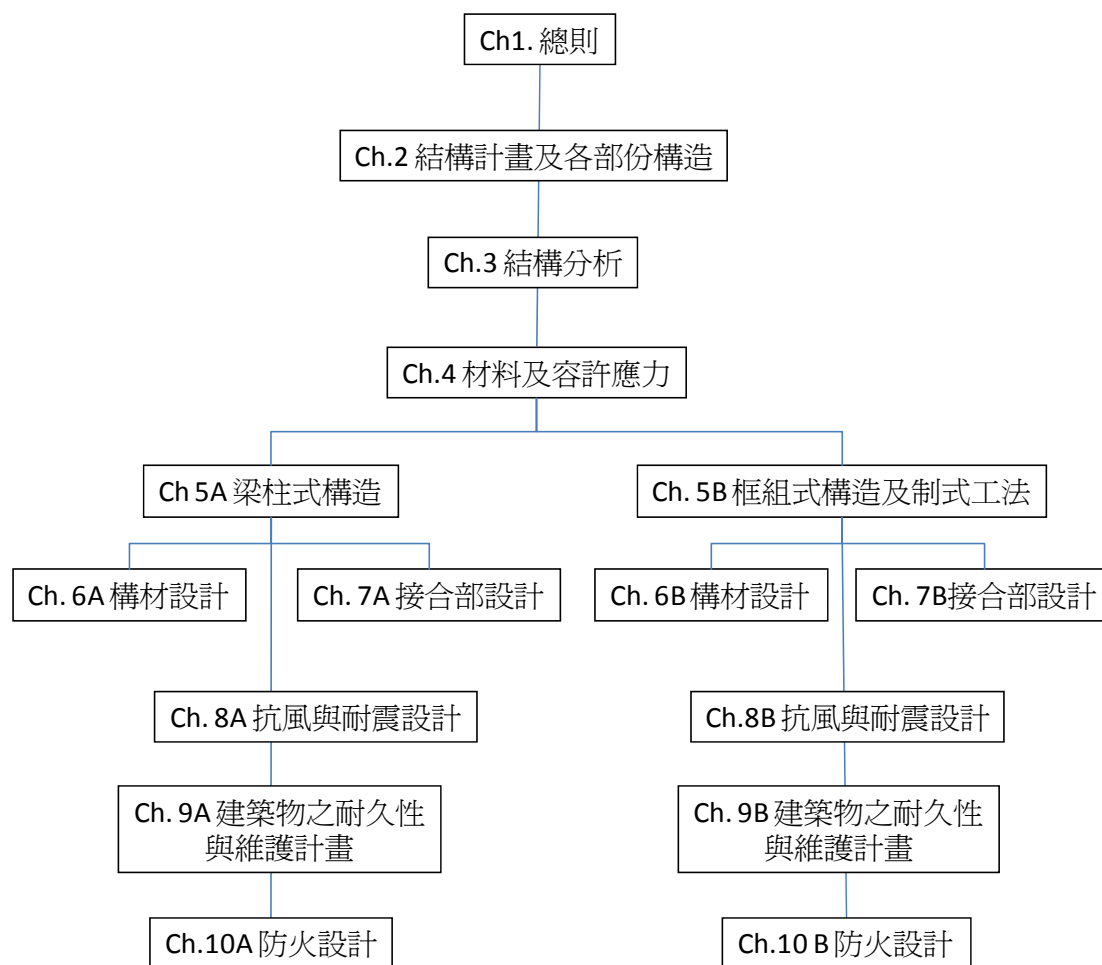 Ch1. 總則
Ch.2 結構計畫及各部份構造
Ch.3 結構分析
Ch.4 材料及容許應力
Ch 5A 梁柱式構造
Ch. 5B 框組式構造及制式工法
Ch. 6A 構材設計
Ch. 7A 接合部設計
Ch. 6B 構材設計
Ch. 7B接合部設計
Ch. 8A 抗風與耐震設計
Ch.8B 抗風與耐震設計
Ch. 9A 建築物之耐久性
與維護計畫
Ch. 9B 建築物之耐久性
與維護計畫
Ch.10A 防火設計
Ch.10 B 防火設計